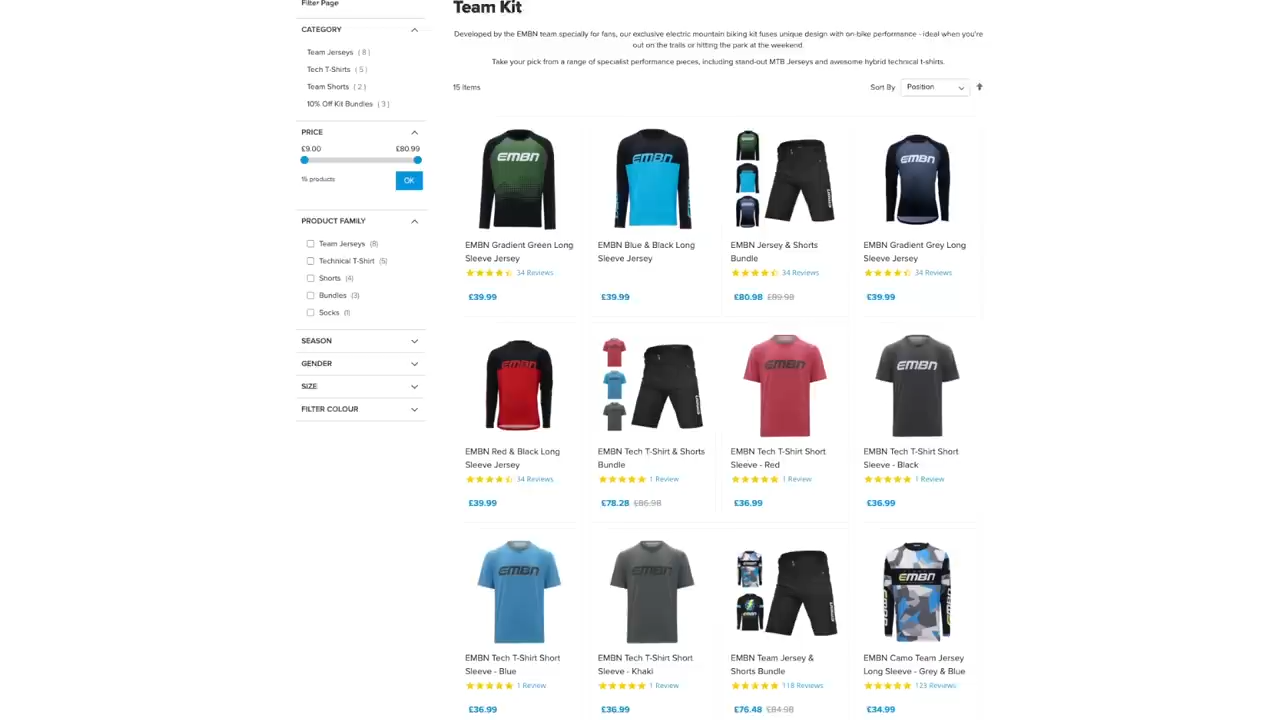 Filter Page
CATEGORY
Team Jerseys ( 8 )
Tech T-Shirts ( 5 )
Team Shorts ( 2 )
10% Off Kit Bundles ( 3 )
PRICE
£9.00 £80.99
15 products OK
PRODUCT FAMILY
Team Jerseys (8)
Technical T-Shirt (5)
Shorts (4)
Bundles (3)
Socks (1)
SEASON
GENDER
SIZE
FILTER COLOUR
Team Kit
Developed by the EMBN team specially for fans, our exclusive electric mountain biking kit fuses unique design with on-bike performance - ideal when you're
out on the trails or hitting the park at the weekend.
Take your pick from a range of specialist performance pieces, including stand-out MTB Jerseys and awesome hybrid technical t-shirts.
15 Items Sort By Position
EMBN
EMBN Gradient Green Long
Sleeve Jersey
34 Reviews
£39.99
EMBN
EMBN Blue & Black Long
Sleeve Jersey
£39.99
EMBN Jersey & Shorts
Bundle
34 Reviews
£80.98 £89.98
EMBN
EMBN Gradient Grey Long
Sleeve Jersey
34 Reviews
£39.99
EMBN
EMBN Red & Black Long
Sleeve Jersey
34 Reviews
£39.99
EMBN Tech T-Shirt & Shorts
Bundle
1 Review
£78.28 £86.98
EMBN
EMBN Tech T-Shirt Short
Sleeve - Red
1 Review
£36.99
EMBN
EMBN Tech T-Shirt Short
Sleeve - Black
1 Review
£36.99
EMBN
EMBN Tech T-Shirt Short
Sleeve - Blue
1 Review
£36.99
EMBN
EMBN Tech T-Shirt Short
Sleeve - Khaki
1 Review
£36.99
EMBN Team Jersey &
Shorts Bundle
118 Reviews
£76.48 £84.98
EMBN
EMBN Camo Team Jersey
Long Sleeve - Grey & Blue
123 Reviews
£34.99